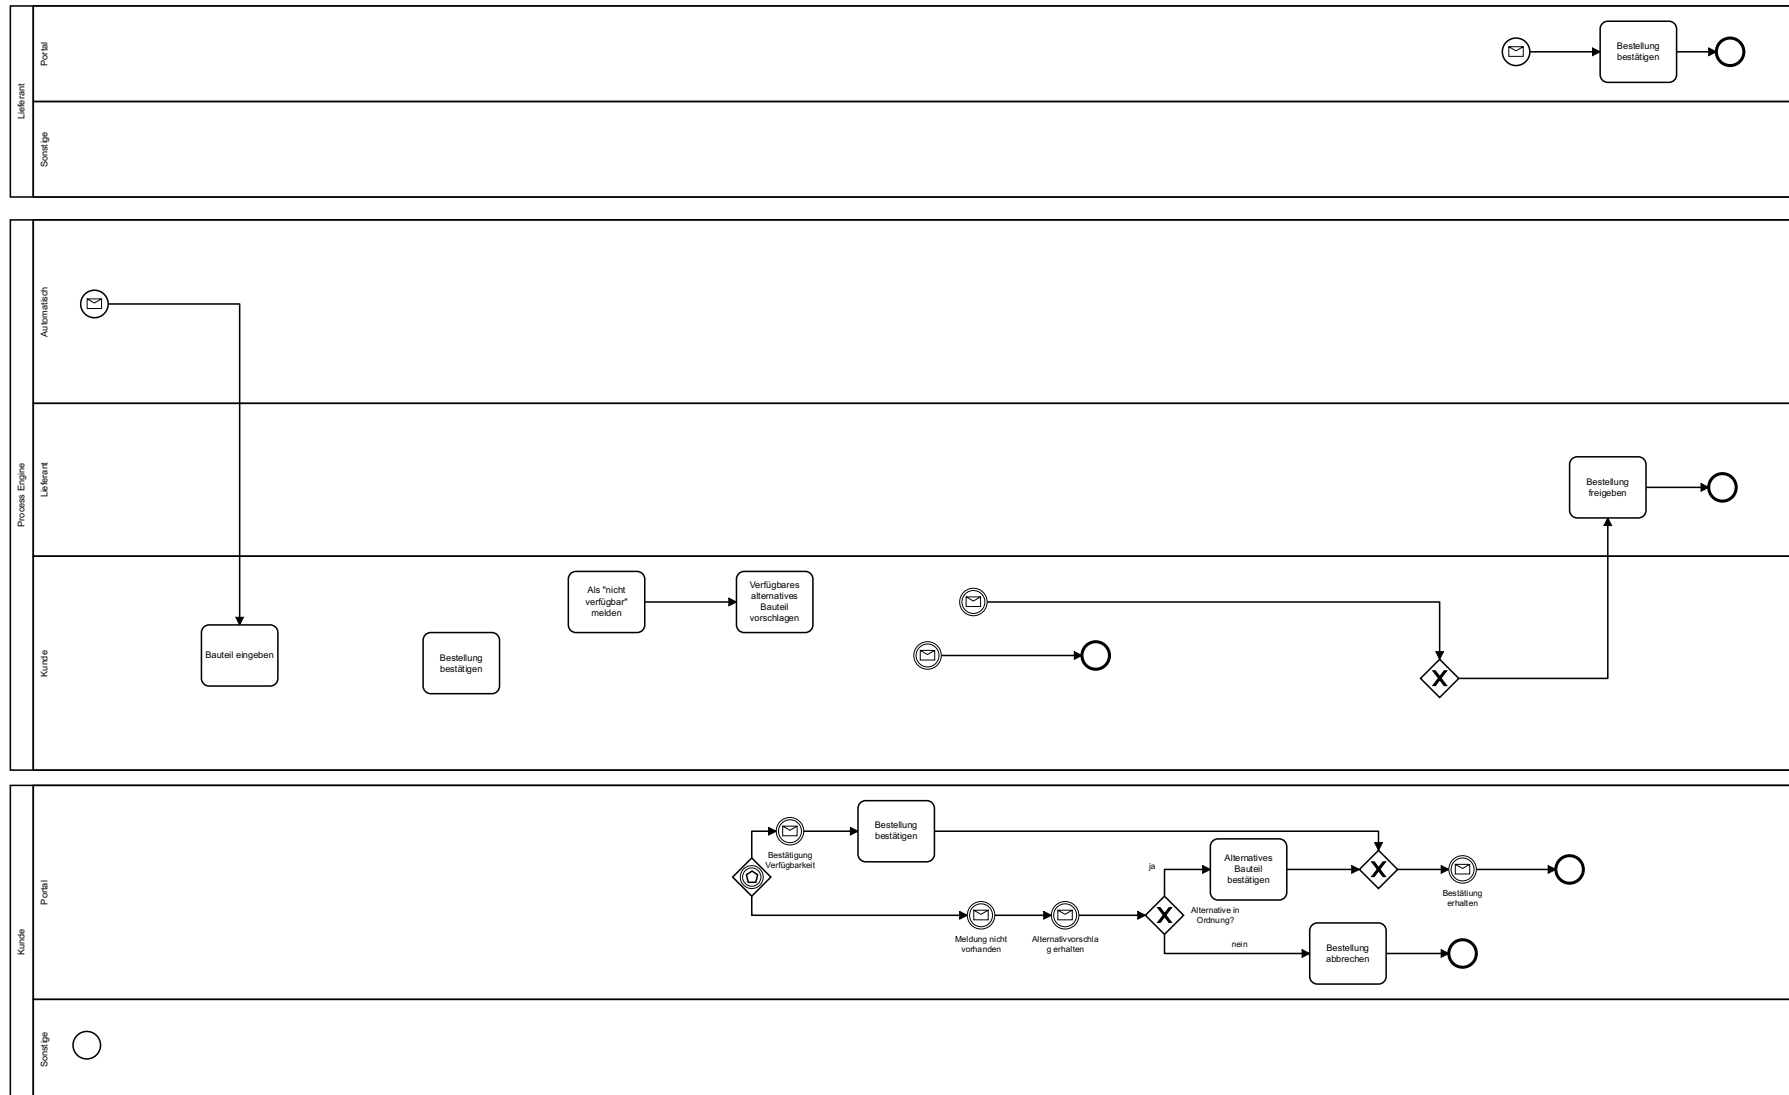 Lieferant
Portal
Bestellung
bestätigen
Sonstige
Process Engine
Automatisch
Lieferant
Bestellung
freigeben
Kunde
Als "nicht
verfügbar"
melden
Verfügbares
alternatives
Bauteil
vorschlagen
Bauteil eingeben
Bestellung
bestätigen
Kunde
Portal
Bestätigung
Verfügbarkeit
Bestellung
bestätigen
Meldung nicht
vorhanden
Alternativvorschla
g erhalten
ja
Alternative in
Ordnung?
nein
Alternatives
Bauteil
bestätigen
Bestellung
abbrechen
Bestätiung
erhalten
Sonstige